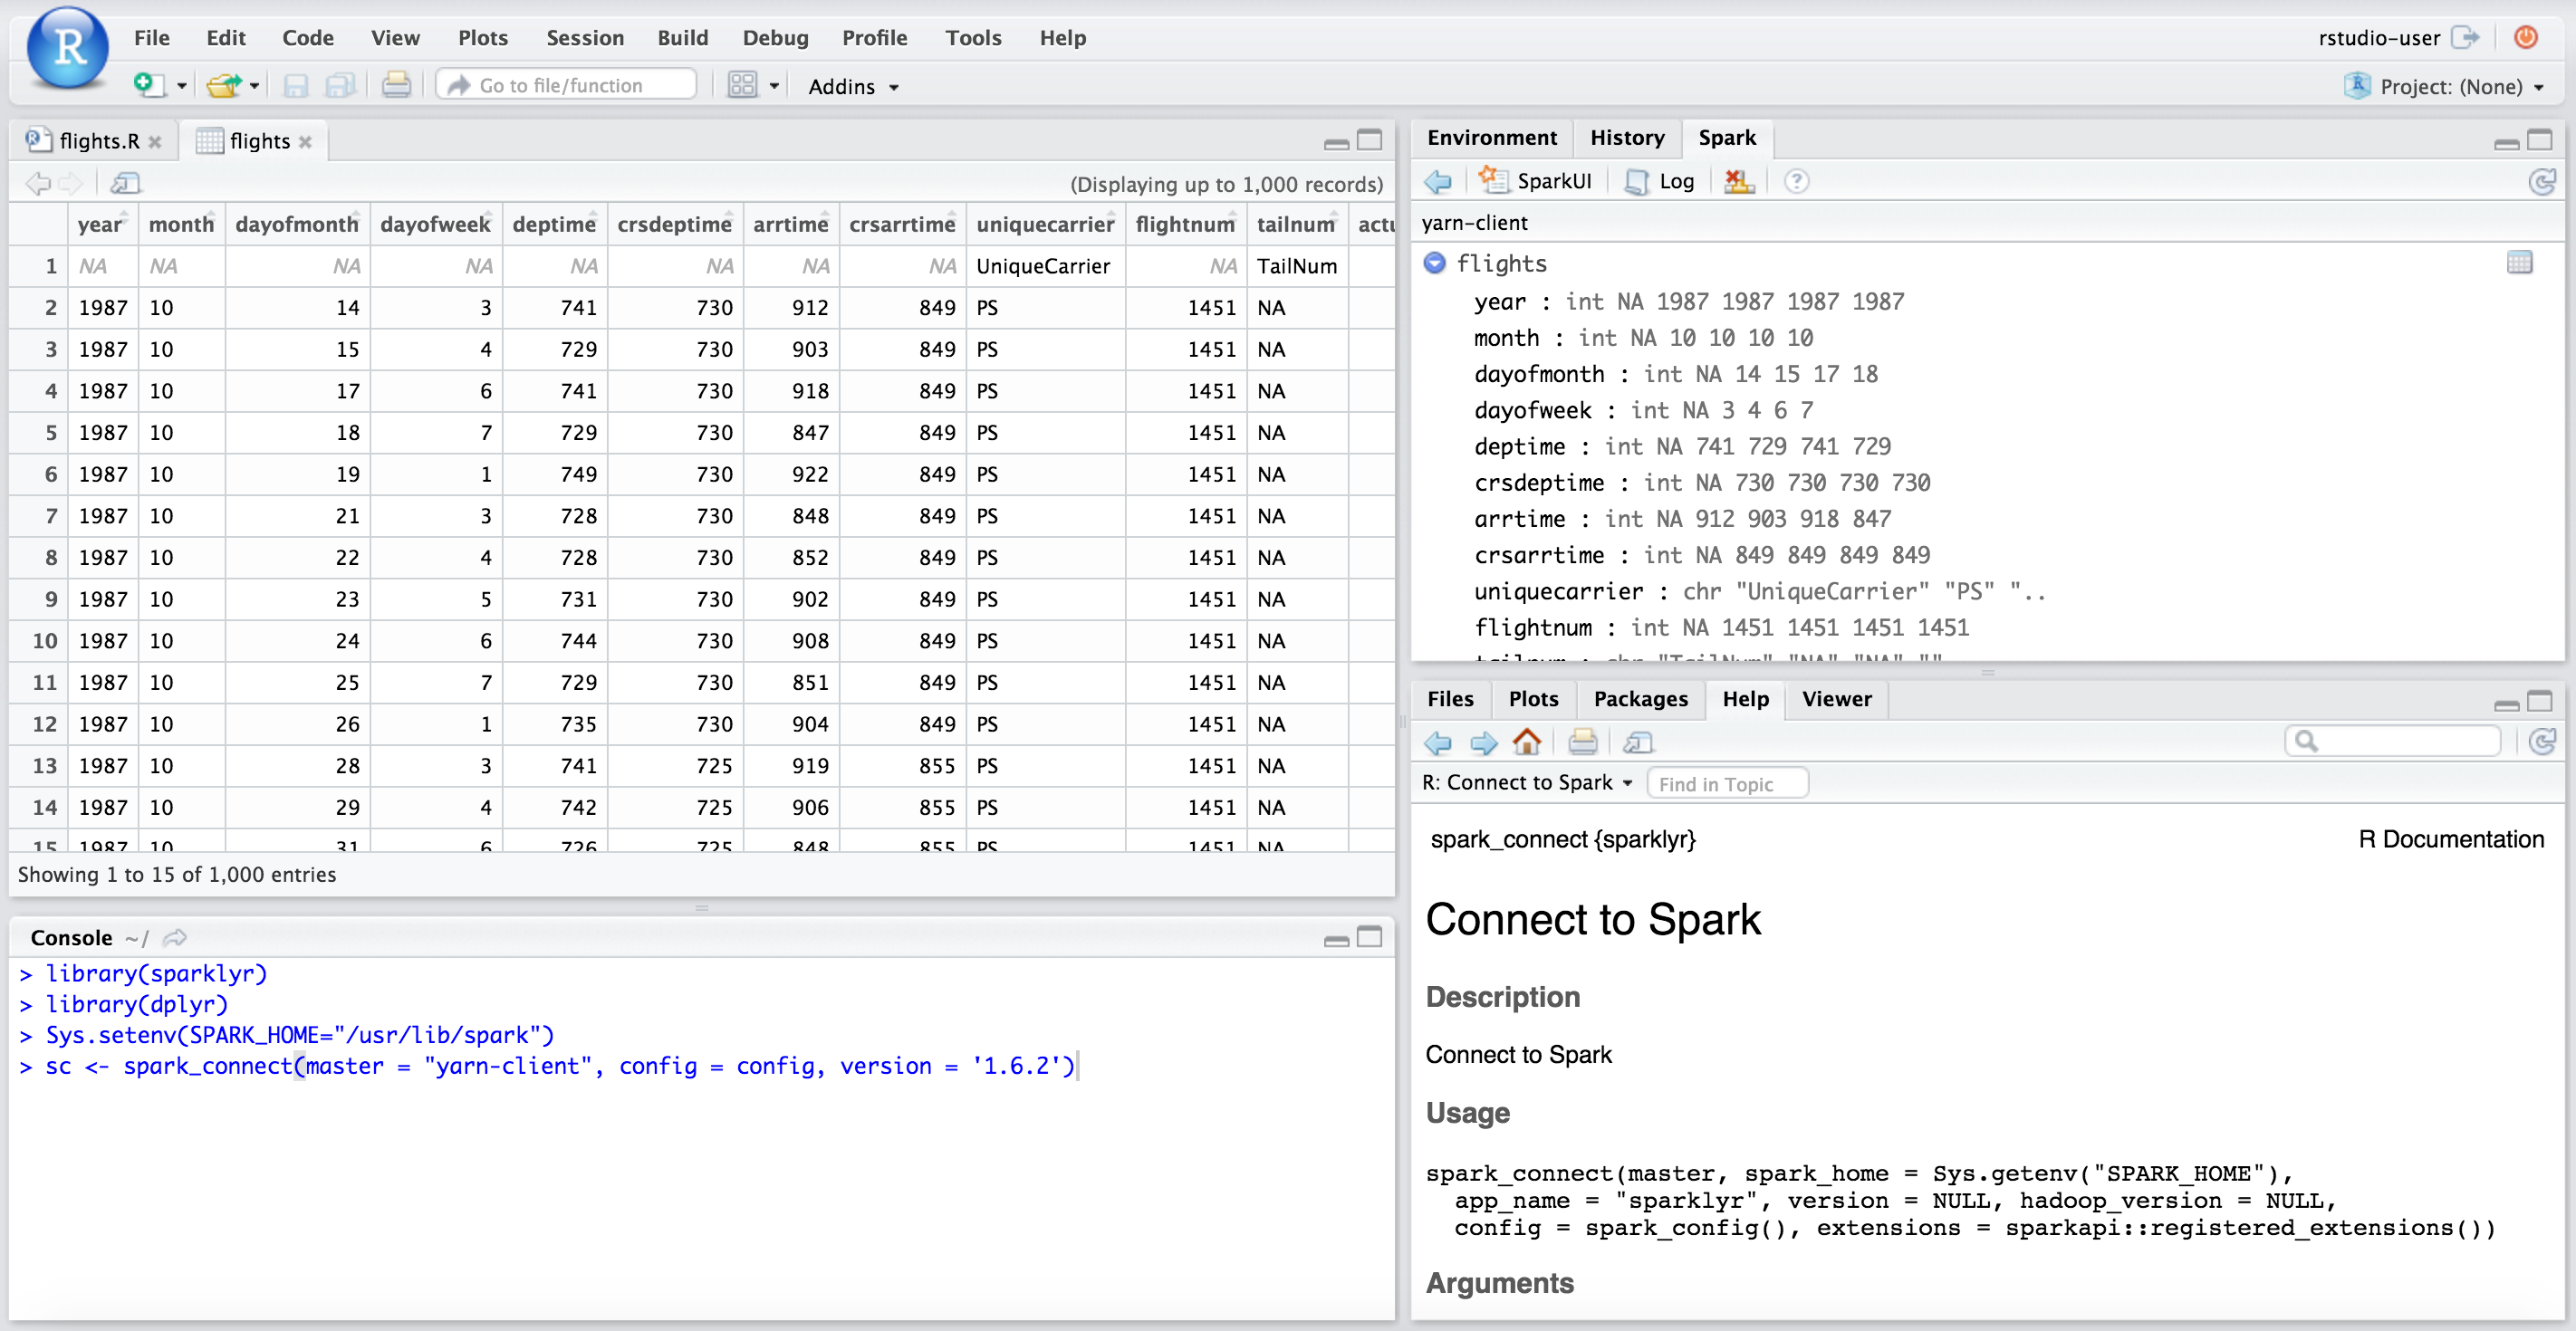 R
File Edit Code View Plots Session Build Debug Profile Tools Help
rstudio-user
Go to file/function
Addins
Project: (None)
flights.R
flights
(Displaying up to 1,000 records)
year month dayofmonth dayofweek deptime crsdeptime arrtime crsarrtime uniquecarrier flightnum tailnum actu
1 NA NA NA NA NA NA NA NA UniqueCarrier NA TailNum
2 1987 10 14 3 741 730 912 849 PS 1451 NA
3 1987 10 15 4 729 730 903 849 PS 1451 NA
4 1987 10 17 6 741 730 918 849 PS 1451 NA
5 1987 10 18 7 729 730 847 849 PS 1451 NA
6 1987 10 19 1 749 730 922 849 PS 1451 NA
7 1987 10 21 3 728 730 848 849 PS 1451 NA
8 1987 10 22 4 728 730 852 849 PS 1451 NA
9 1987 10 23 5 731 730 902 849 PS 1451 NA
10 1987 10 24 6 744 730 908 849 PS 1451 NA
11 1987 10 25 7 729 730 851 849 PS 1451 NA
12 1987 10 26 1 735 730 904 849 PS 1451 NA
13 1987 10 28 3 741 725 919 855 PS 1451 NA
14 1987 10 29 4 742 725 906 855 PS 1451 NA
15 1987 10 31 6 726 725 848 855 PS 1451 NA
Showing 1 to 15 of 1,000 entries
Console ~/
> library(sparklyr)
> library(dplyr)
> Sys.setenv(SPARK_HOME="/usr/lib/spark")
> sc <- spark_connect(master = "yarn-client", config = config, version = '1.6.2')
Environment History Spark
SparkUI Log
yarn-client
flights
year : int NA 1987 1987 1987 1987
month : int NA 10 10 10 10
dayofmonth : int NA 14 15 17 18
dayofweek : int NA 3 4 6 7
deptime : int NA 741 729 741 729
crsdeptime : int NA 730 730 730 730
arrtime : int NA 912 903 918 847
crsarrtime : int NA 849 849 849 849
uniquecarrier : chr "UniqueCarrier" "PS" "..
flightnum : int NA 1451 1451 1451 1451
tailnum : chr "TailNum" "NA" "NA" ""
Files Plots Packages Help Viewer
R: Connect to Spark
Find in Topic
spark_connect {sparklyr}
R Documentation
Connect to Spark
Description
Connect to Spark
Usage
spark_connect(master, spark_home = Sys.getenv("SPARK_HOME"),
app_name = "sparklyr", version = NULL, hadoop_version = NULL,
config = spark_config(), extensions = sparkapi::registered_extensions())
Arguments